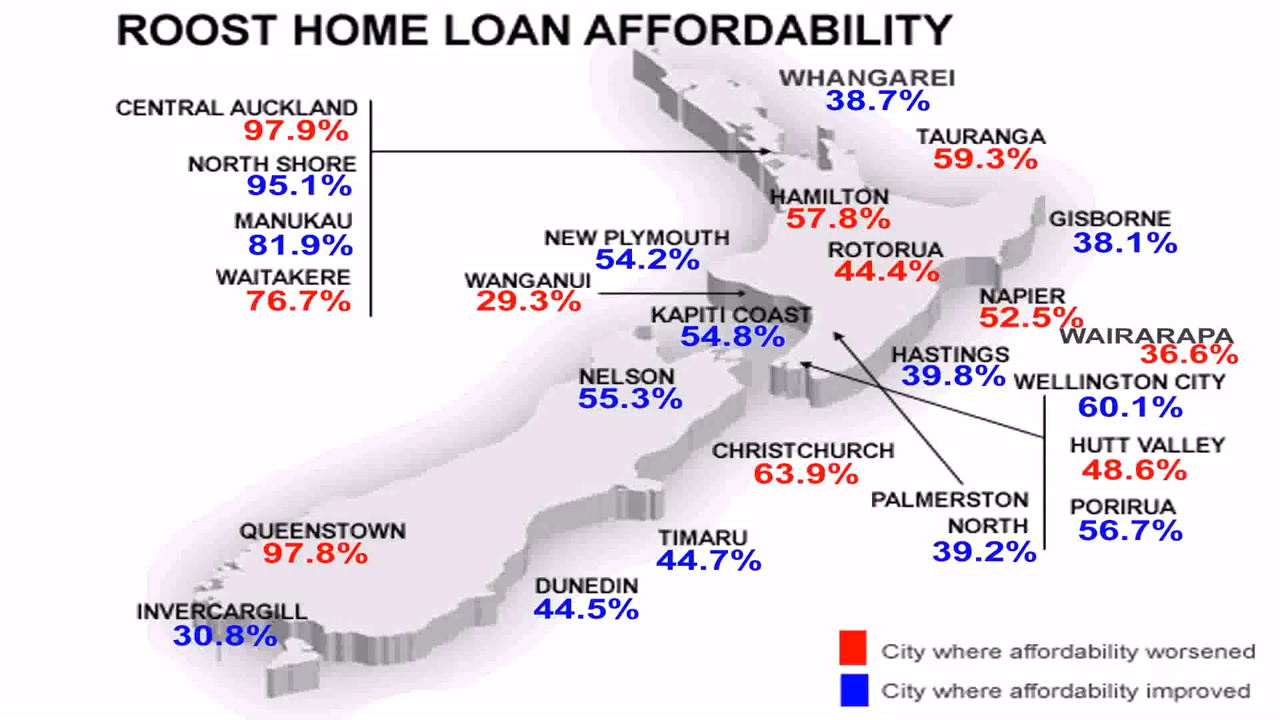 ROOST HOME LOAN AFFORDABILITY
WHANGAREI
38.7%
CENTRAL AUCKLAND
97.9%
NORTH SHORE
95.1%
MANUKAU
81.9%
WAITAKERE
76.7%
TAURANGA
59.3%
HAMILTON
57.8%
GISBORNE
38.1%
NEW PLYMOUTH
54.2%
ROTORUA
44.4%
WANGANUI
29.3%
NAPIER
52.5%
KAPITI COAST
54.8%
WAIRARAPA
36.6%
HASTINGS
39.8%
NELSON
55.3%
WELLINGTON CITY
60.1%
HUTT VALLEY
48.6%
PORIRUA
56.7%
CHRISTCHURCH
63.9%
PALMERSTON
NORTH
39.2%
QUEENSTOWN
97.8%
TIMARU
44.7%
DUNEDIN
44.5%
INVERCARGILL
30.8%
City where affordability worsened
City where affordability improved